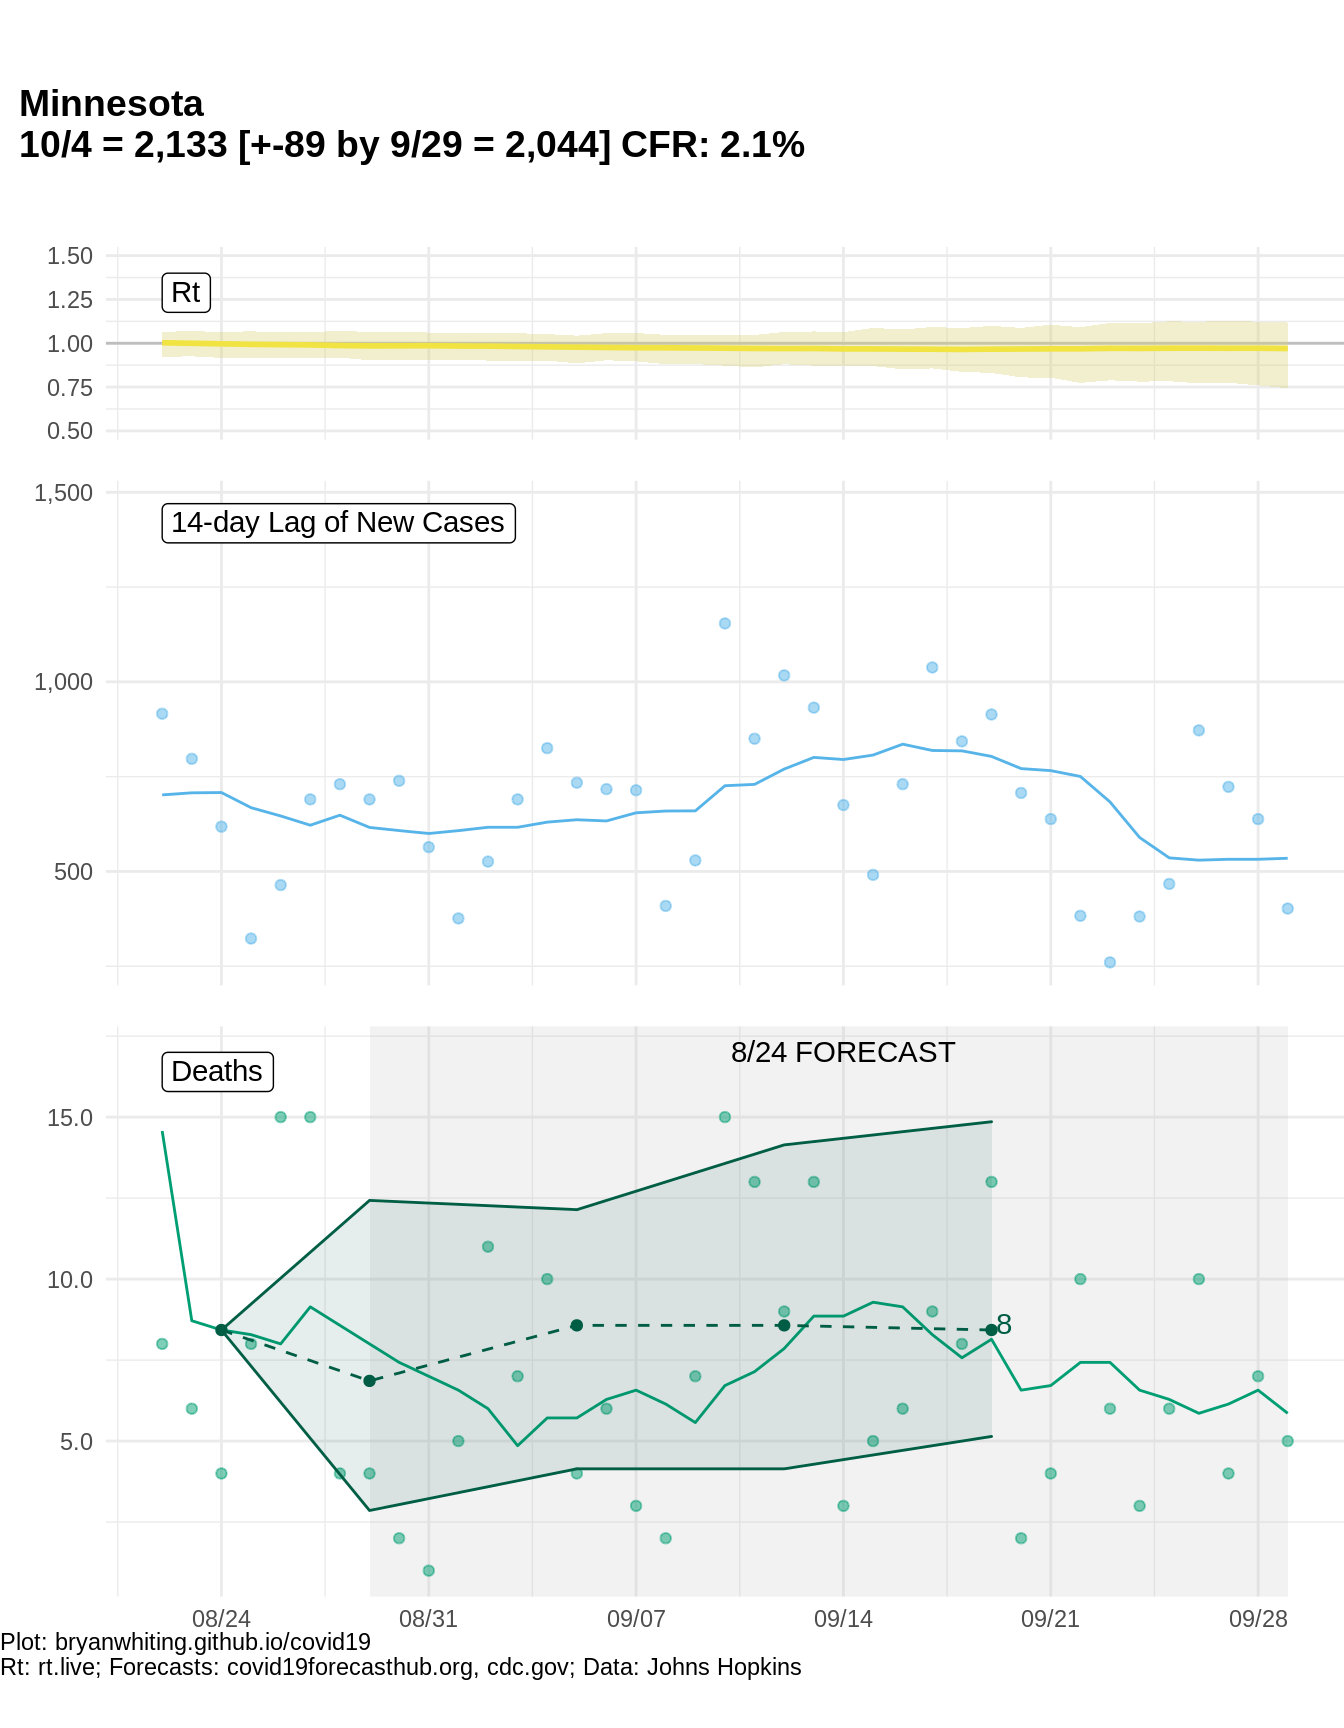 Minnesota
10/4 = 2,133 [+-89 by 9/29 = 2,044] CFR: 2.1%
1.50
Rt
1.25
1.00
0.75
0.50
1,500
14-day Lag of New Cases
1,000
500
8/24 FORECAST
Deaths
15.0
10.0
8
5.0
08/24 08/31 09/07 09/14 09/21 09/28
Plot: bryanwhiting.github.io/covid19
Rt: rt.live; Forecasts: covid19forecasthub.org, cdc.gov; Data: Johns Hopkins